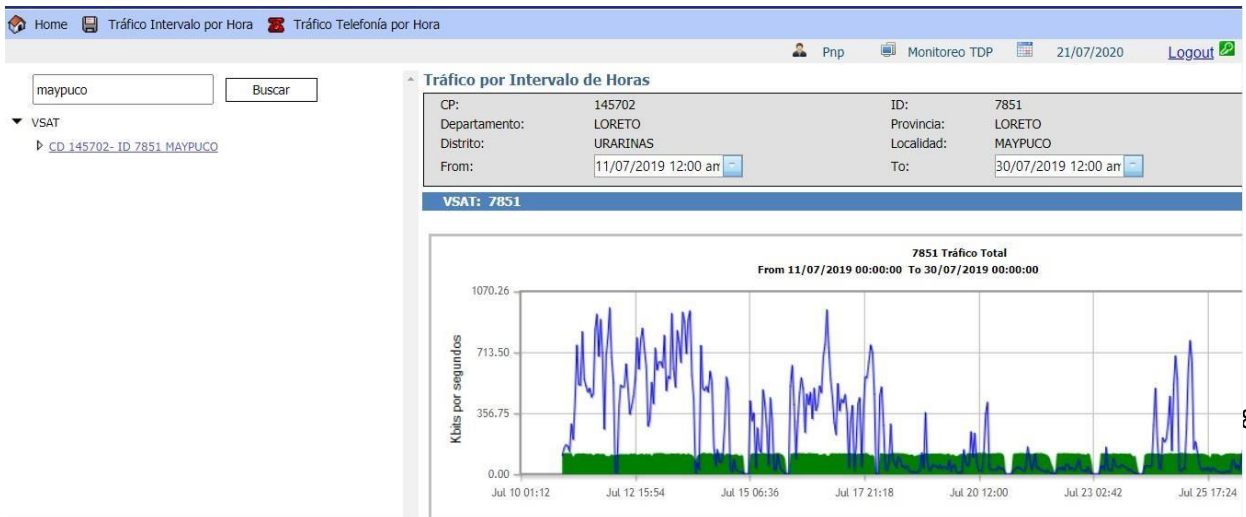 Home Tráfico Intervalo por Hora Tráfico Telefonía por Hora
Pnp Monitoreo TDP 21/07/2020 Logout
maypuco Buscar
VSAT
CD 145702- ID 7851 MAYPUCO
Tráfico por Intervalo de Horas
CP: 145702 ID: 7851
Departamento: LORETO Provincia: LORETO
Distrito: URARINAS Localidad: MAYPUCO
From: 11/07/2019 12:00 am To: 30/07/2019 12:00 am
VSAT: 7851
7851 Tráfico Total
From 11/07/2019 00:00:00 To 30/07/2019 00:00:00
Kbits por segundos
1070.26
713.50
356.75
0.00
Jul 10 01:12 Jul 12 15:54 Jul 15 06:36 Jul 17 21:18 Jul 20 12:00 Jul 23 02:42 Jul 25 17:24